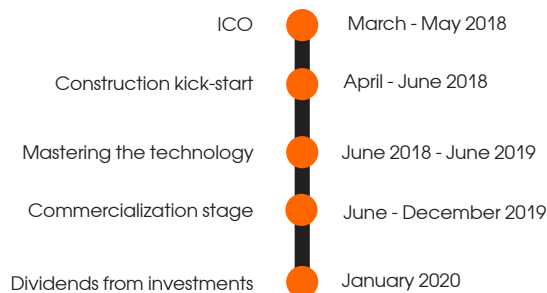 ICO March - May 2018
Construction kick-start April - June 2018
Mastering the technology June 2018 - June 2019
Commercialization stage June - December 2019
Dividends from investments January 2020